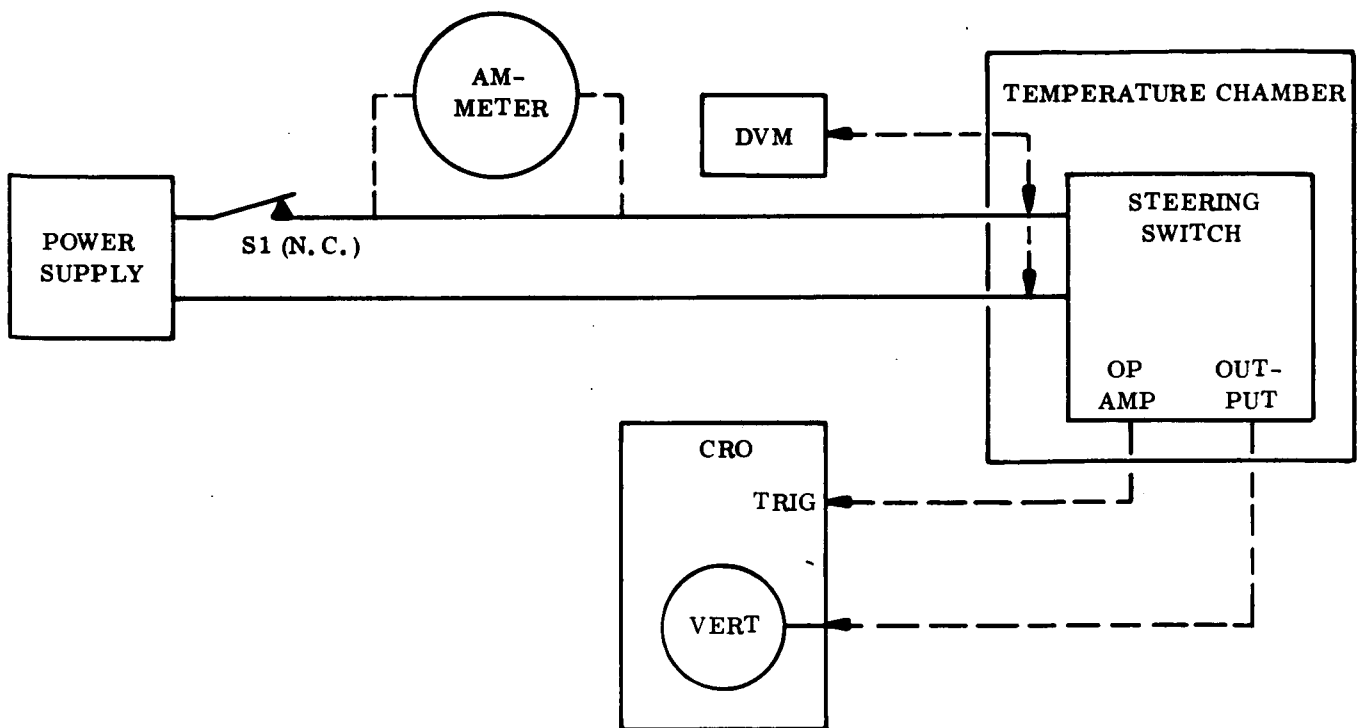 AM-
METER
DVM
TEMPERATURE CHAMBER
POWER
SUPPLY
S1 (N.C.)
STEERING
SWITCH
OP
AMP
OUT-
PUT
CRO
TRIG
VERT